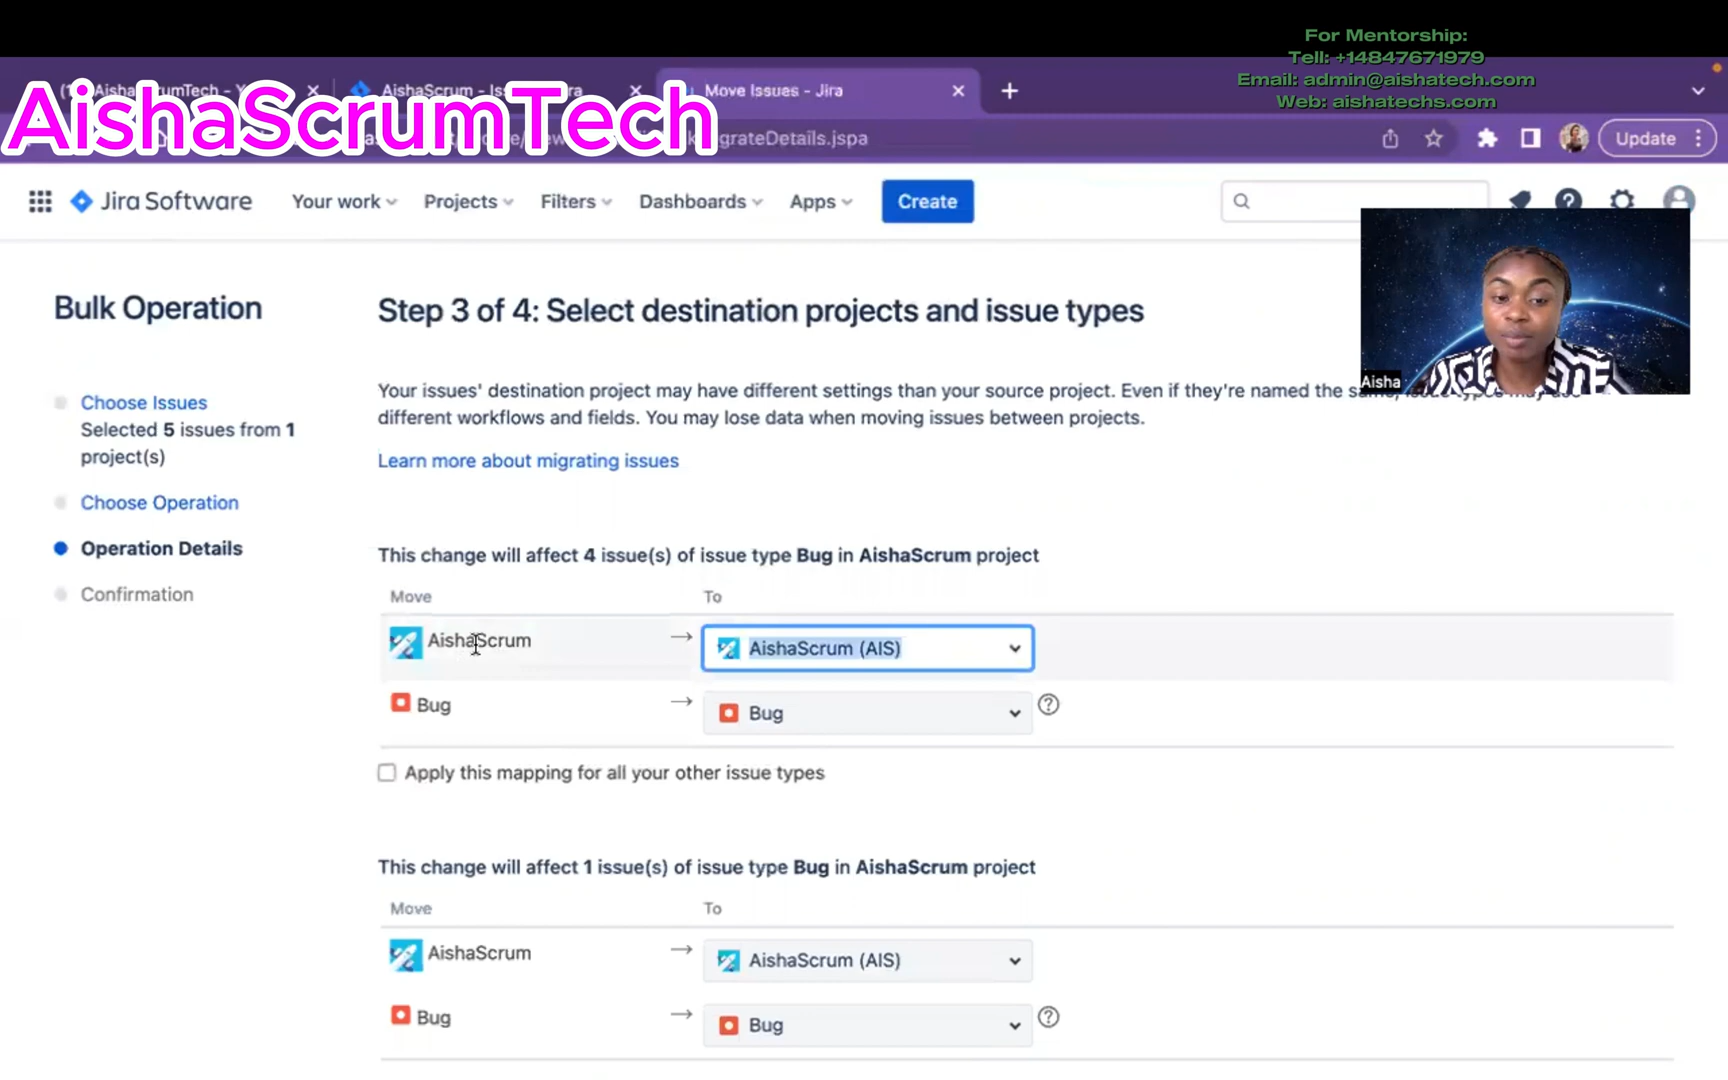 For Mentorship:
Tell: +14847671979
Email: admin@aishatech.com
Web: aishatechs.com
AishaScrumTech
Move Issues - Jira
grateDetails.jspa
Update
Jira Software
Your work
Projects
Filters
Dashboards
Apps
Create
Aisha
Bulk Operation
Choose Issues
Selected 5 issues from 1
project(s)
Choose Operation
Operation Details
Confirmation
Step 3 of 4: Select destination projects and issue types
Your issues' destination project may have different settings than your source project. Even if they're named the
different workflows and fields. You may lose data when moving issues between projects.
Learn more about migrating issues
This change will affect 4 issue(s) of issue type Bug in AishaScrum project
Move To
AishaScrum → AishaScrum (AIS)
Bug → Bug
Apply this mapping for all your other issue types
This change will affect 1 issue(s) of issue type Bug in AishaScrum project
Move To
AishaScrum → AishaScrum (AIS)
Bug → Bug